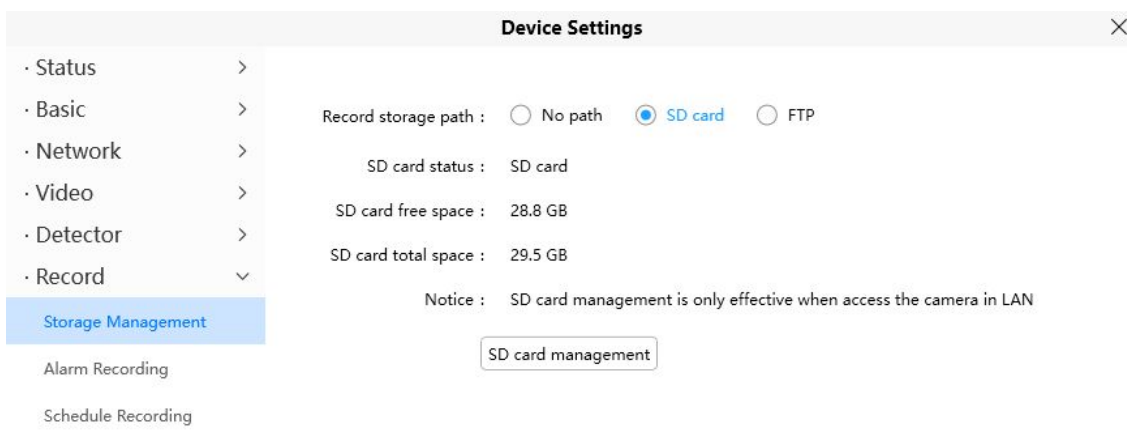 Device Settings
· Status
· Basic
· Network
· Video
· Detector
· Record
Storage Management
Alarm Recording
Schedule Recording
Record storage path : No path SD card FTP
SD card status : SD card
SD card free space : 28.8 GB
SD card total space : 29.5 GB
Notice : SD card management is only effective when access the camera in LAN
SD card management